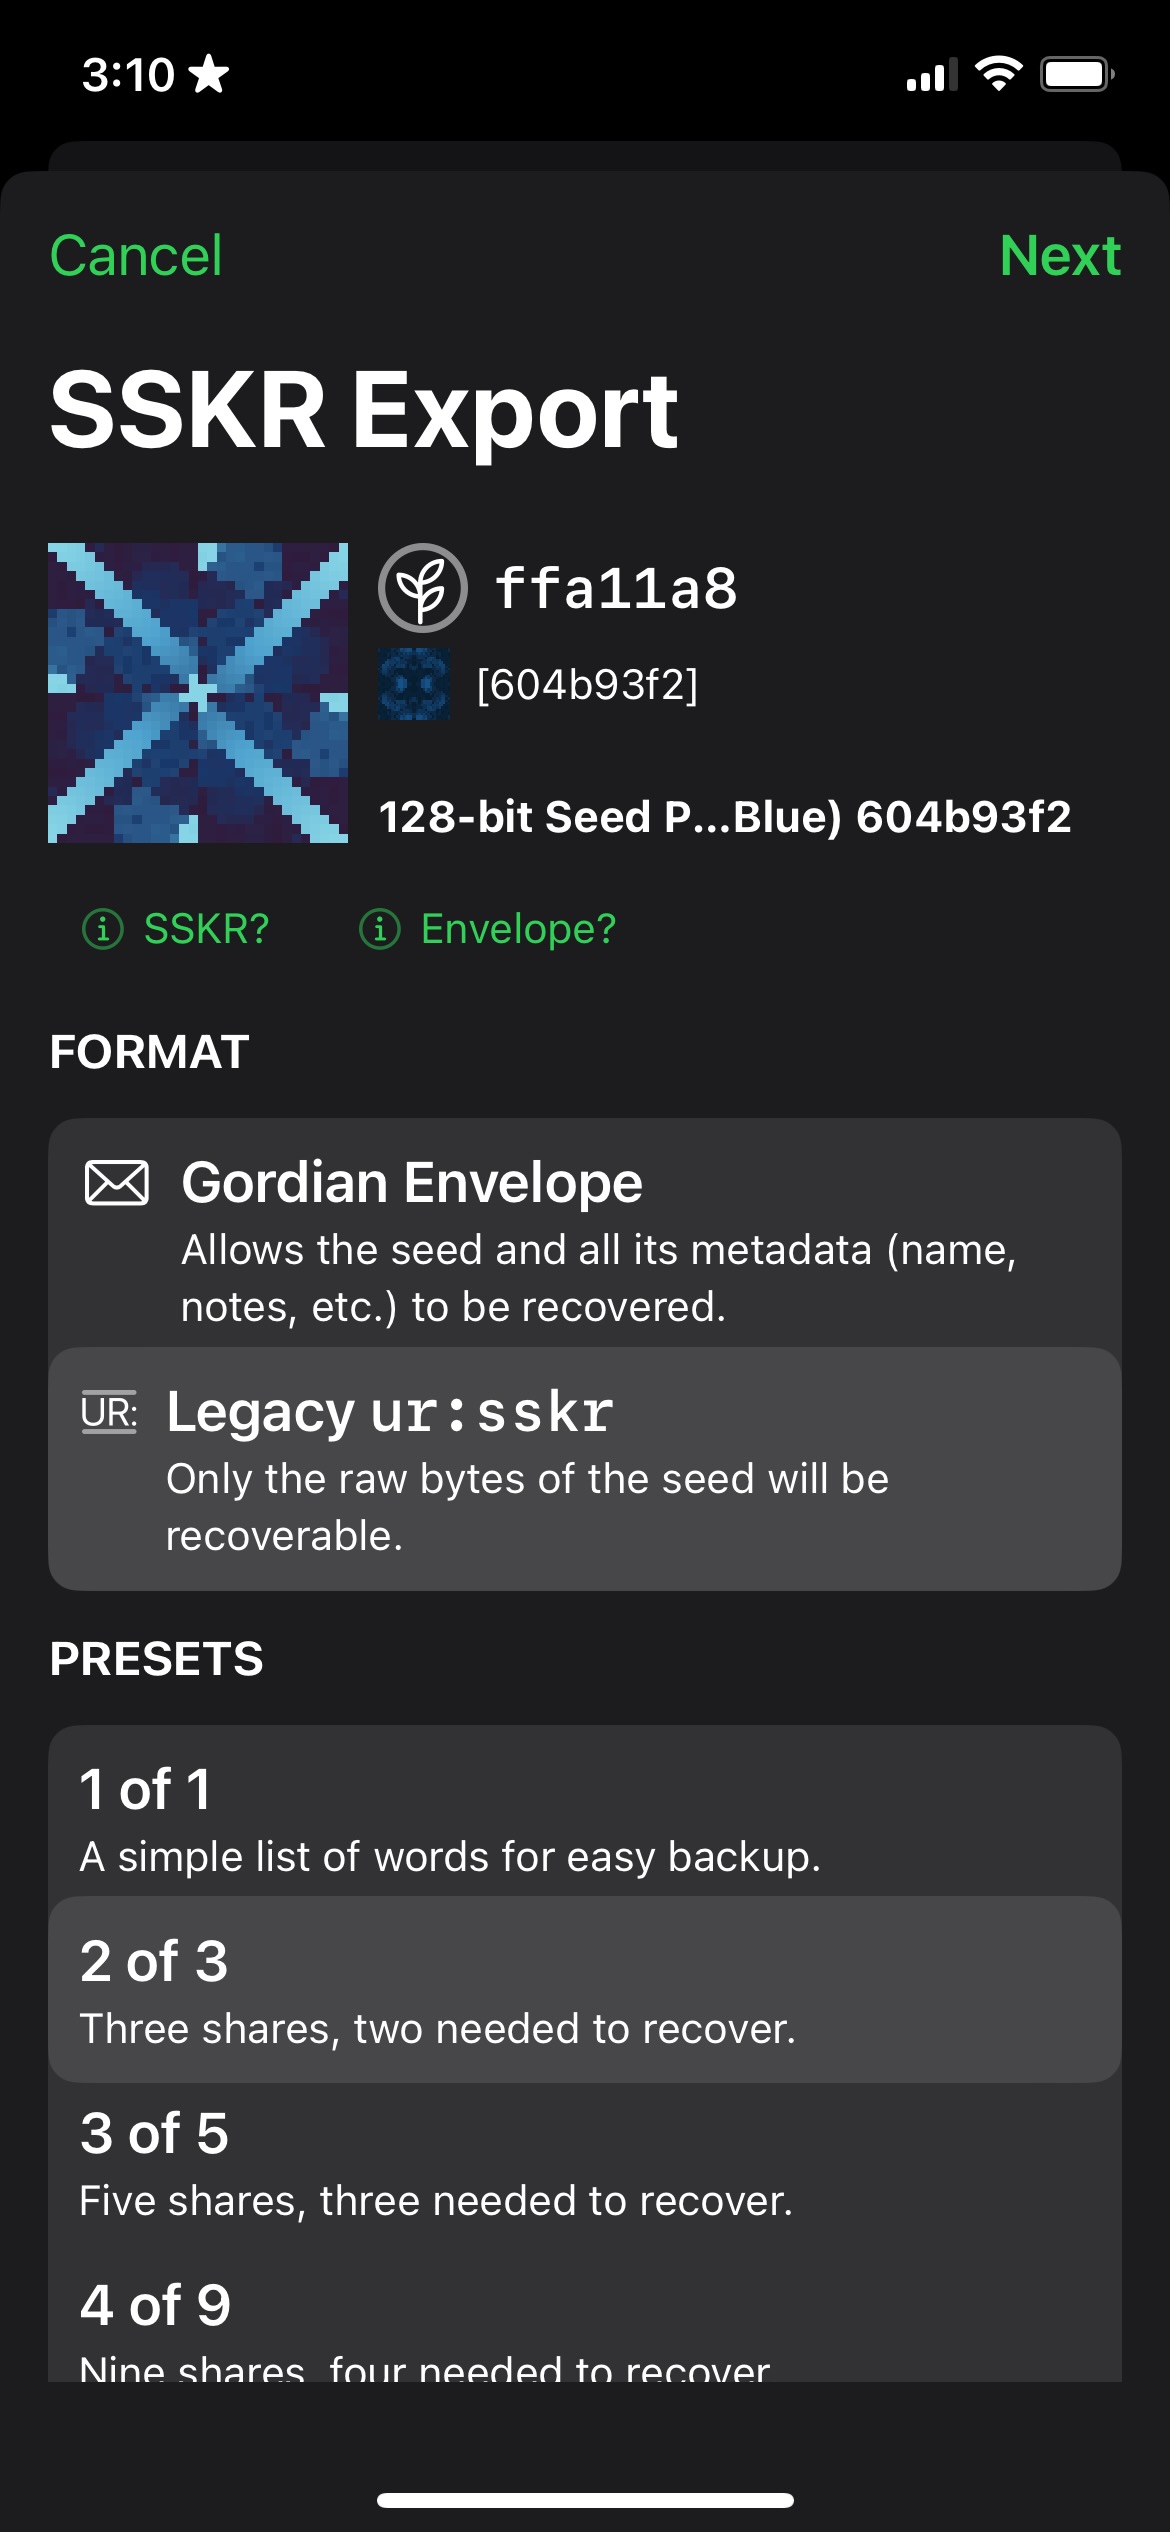 3:10
Cancel
Next
SSKR Export
ffa11a8
[604b93f2]
128-bit Seed P...Blue) 604b93f2
SSKR?
Envelope?
FORMAT
Gordian Envelope
Allows the seed and all its metadata (name,
notes, etc.) to be recovered.
UR:
Legacy ur:sskr
Only the raw bytes of the seed will be
recoverable.
PRESETS
1 of 1
A simple list of words for easy backup.
2 of 3
Three shares, two needed to recover.
3 of 5
Five shares, three needed to recover.
4 of 9
Nine shares, four needed to recover